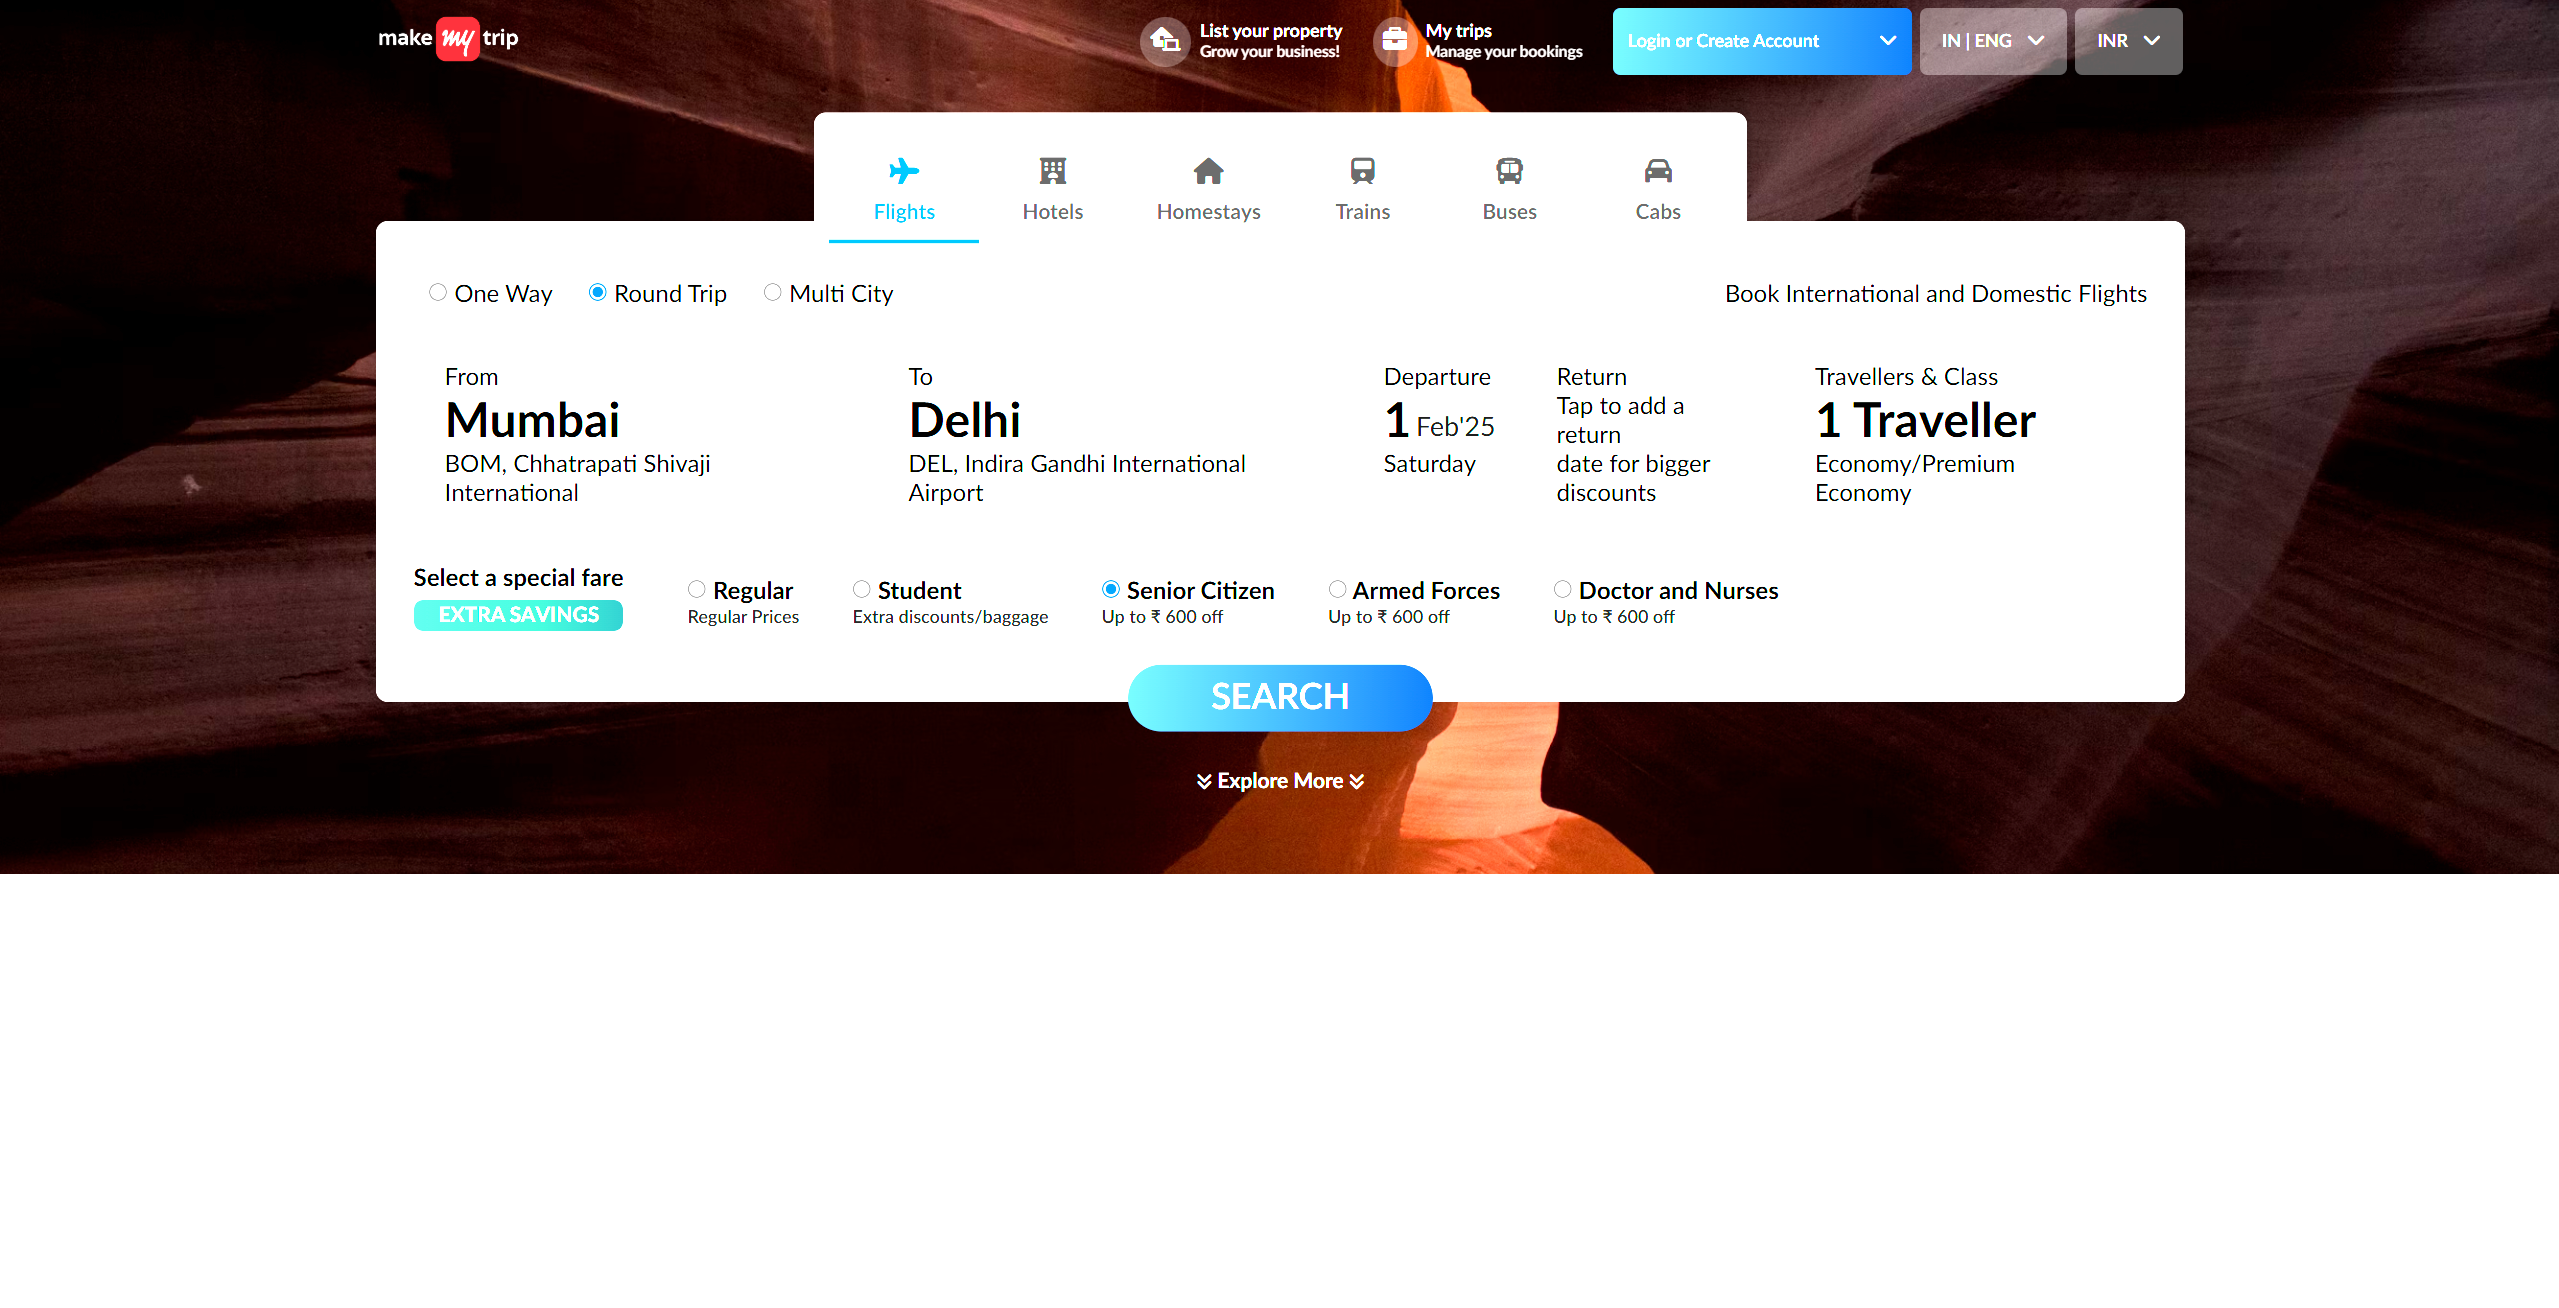 make my trip
List your property
Grow your business!
My trips
Manage your bookings
Login or Create Account
IN | ENG
INR
Flights
Hotels
Homestays
Trains
Buses
Cabs
One Way
Round Trip
Multi City
Book International and Domestic Flights
From
Mumbai
BOM, Chhatrapati Shivaji
International
To
Delhi
DEL, Indira Gandhi International
Airport
Departure
1 Feb'25
Saturday
Return
Tap to add a
return
date for bigger
discounts
Travellers & Class
1 Traveller
Economy/Premium
Economy
Select a special fare
EXTRA SAVINGS
Regular
Regular Prices
Student
Extra discounts/baggage
Senior Citizen
Up to ₹ 600 off
Armed Forces
Up to ₹ 600 off
Doctor and Nurses
Up to ₹ 600 off
SEARCH
Explore More